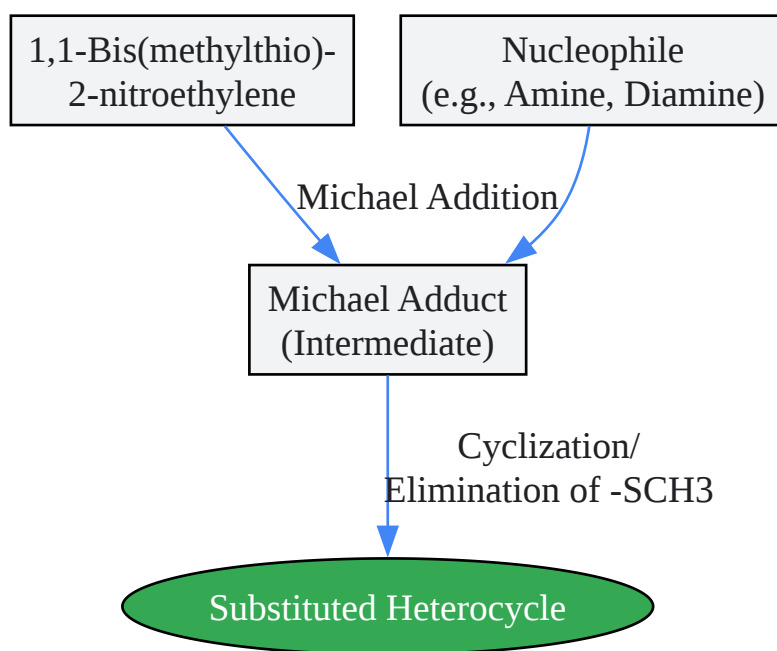 1,1-Bis(methylthio)-
2-nitroethylene
Nucleophile
(e.g., Amine, Diamine)
Michael Addition
Michael Adduct
(Intermediate)
Cyclization/
Elimination of -SCH3
Substituted Heterocycle